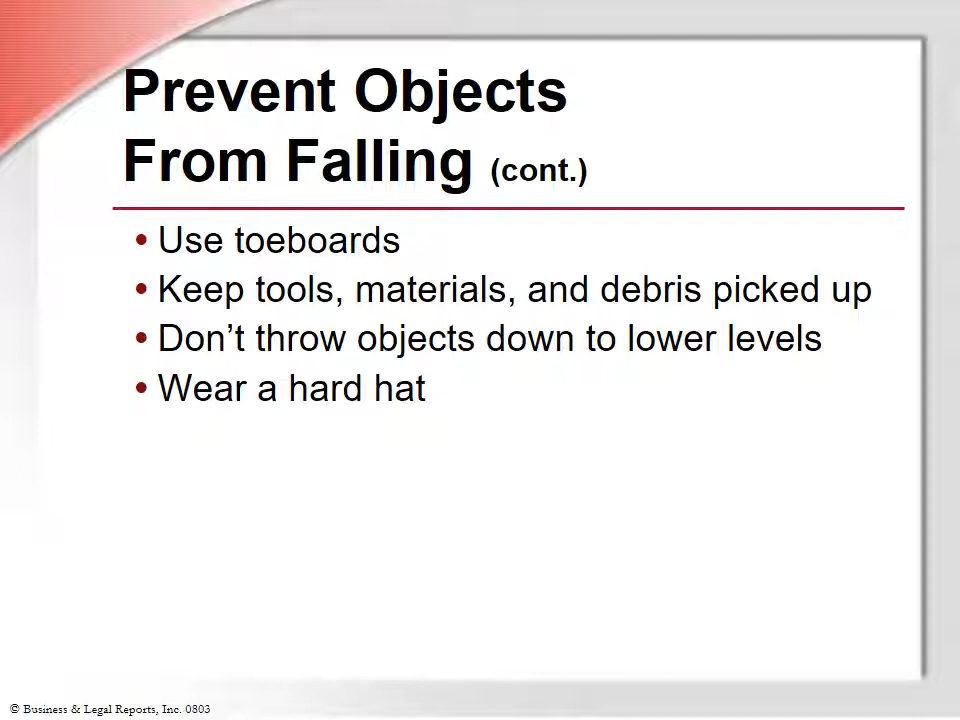 Prevent Objects
From Falling (cont.)
• Use toeboards
• Keep tools, materials, and debris picked up
• Don’t throw objects down to lower levels
• Wear a hard hat
© Business & Legal Reports, Inc. 0803